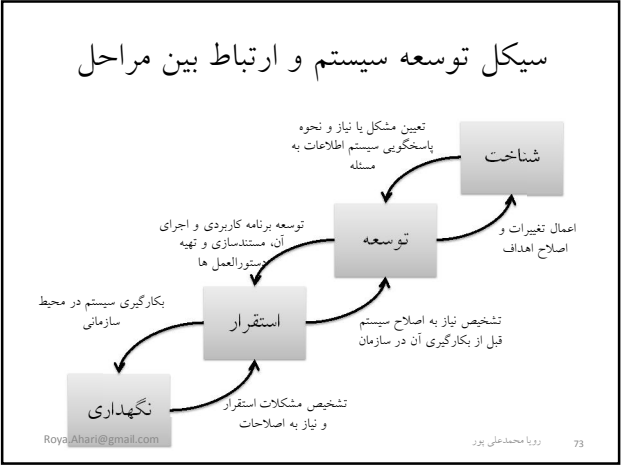 سیکل توسعه سیستم و ارتباط بین مراحل
شناخت
تعیین مشکل یا نیاز و نحوه
پاسخگویی سیستم اطلاعات به
مسئله
اعمال تغییرات و
اصلاح اهداف
توسعه
توسعه برنامه کاربردی و اجرای
آن، مستندسازی و تهیه
دستورالعمل ها
تشخیص نیاز به اصلاح سیستم
قبل از بکارگیری آن در سازمان
استقرار
بکارگیری سیستم در محیط
سازمانی
تشخیص مشکلات استقرار
و نیاز به اصلاحات
نگهداری
73
رویا محمدعلی پور
Roya.Ahari@gmail.com